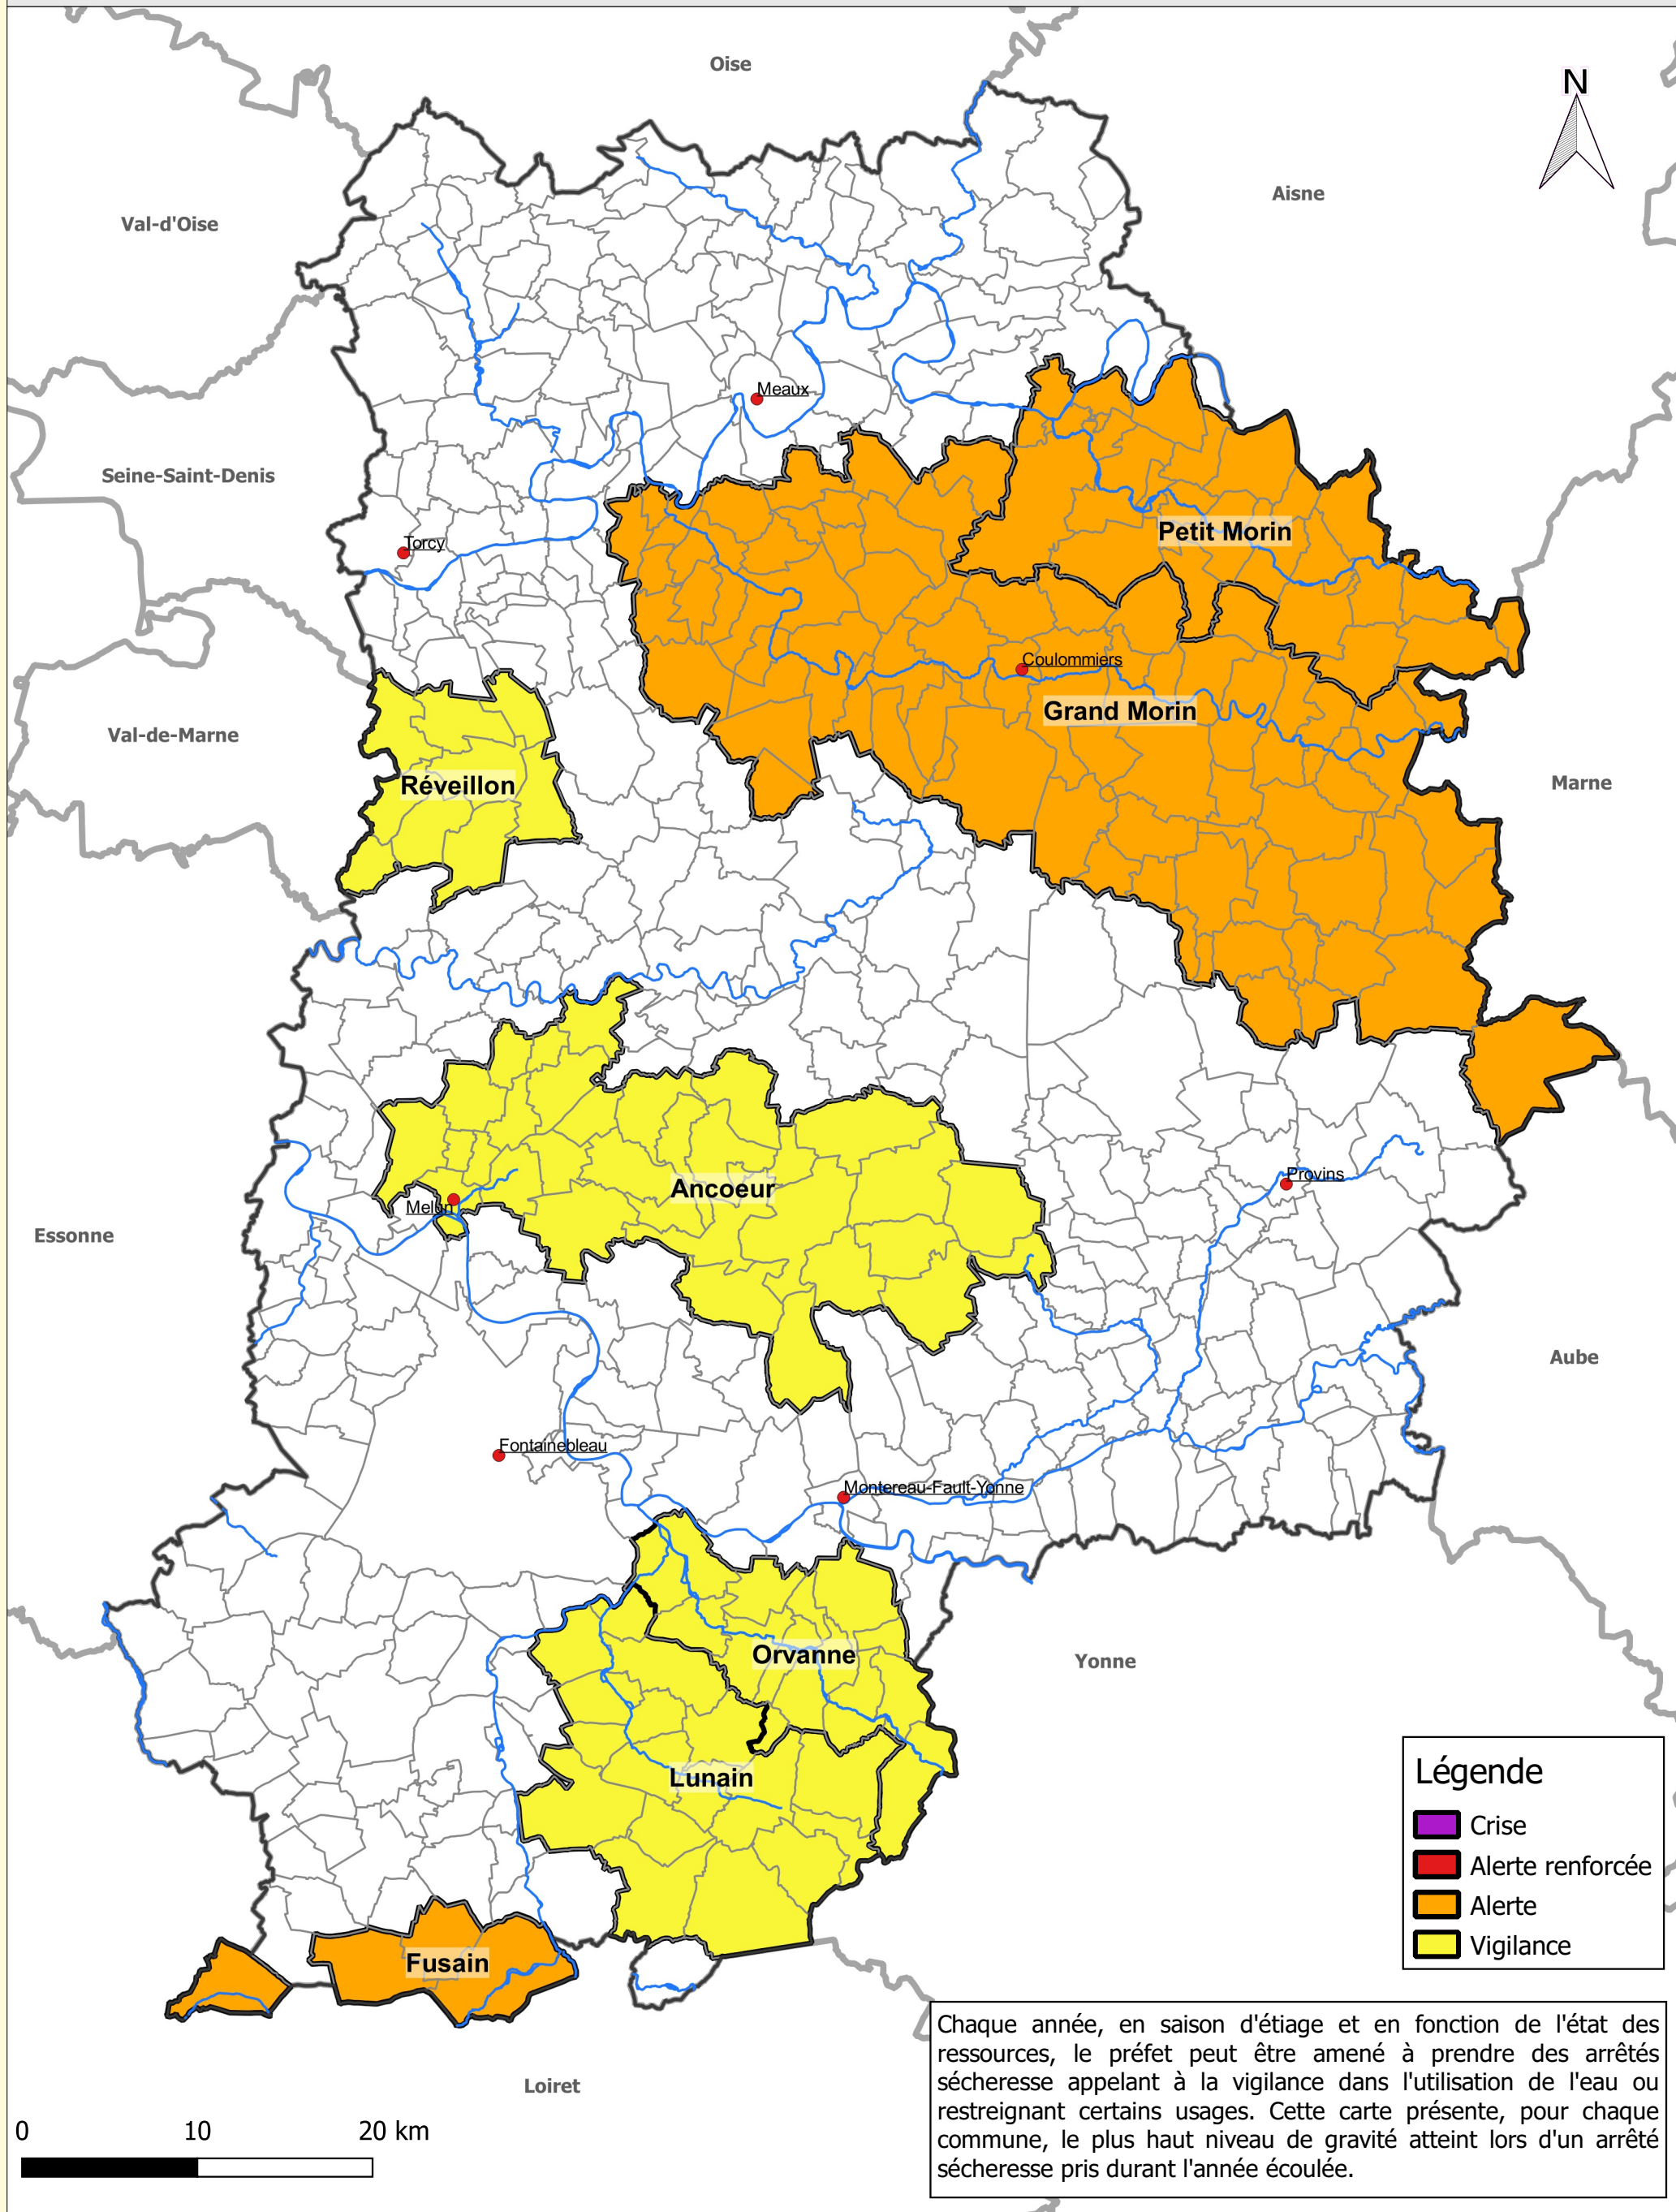 Oise
N
Aisne
Val-d'Oise
Meaux
Seine-Saint-Denis
Petit Morin
Torcy
Coulommiers
Grand Morin
Val-de-Marne
Marne
Réveillon
Provins
Ancoeur
Melun
Essonne
Aube
Fontainebleau
Montereau-Fault-Yonne
Orvanne
Yonne
Lunain
Légende
Crise
Alerte renforcée
Alerte
Vigilance
Fusain
Loiret
Chaque année, en saison d'étiage et en fonction de l'état des
ressources, le préfet peut être amené à prendre des arrêtés
sécheresse appelant à la vigilance dans l'utilisation de l'eau ou
restreignant certains usages. Cette carte présente, pour chaque
commune, le plus haut niveau de gravité atteint lors d'un arrêté
sécheresse pris durant l'année écoulée.
0 10 20 km